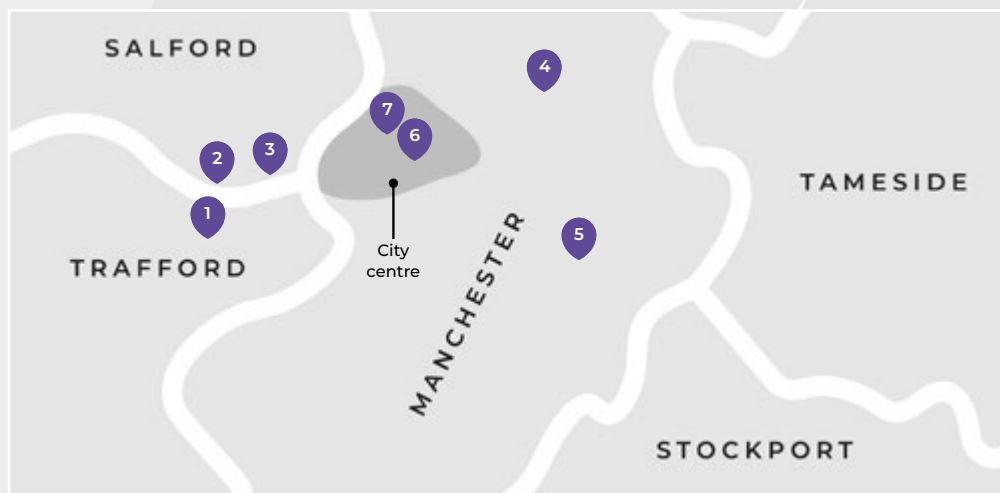 SALFORD
4
7
6
3
2
TAMESIDE
1
5
City
centre
TRAFFORD
MANCHESTER
STOCKPORT